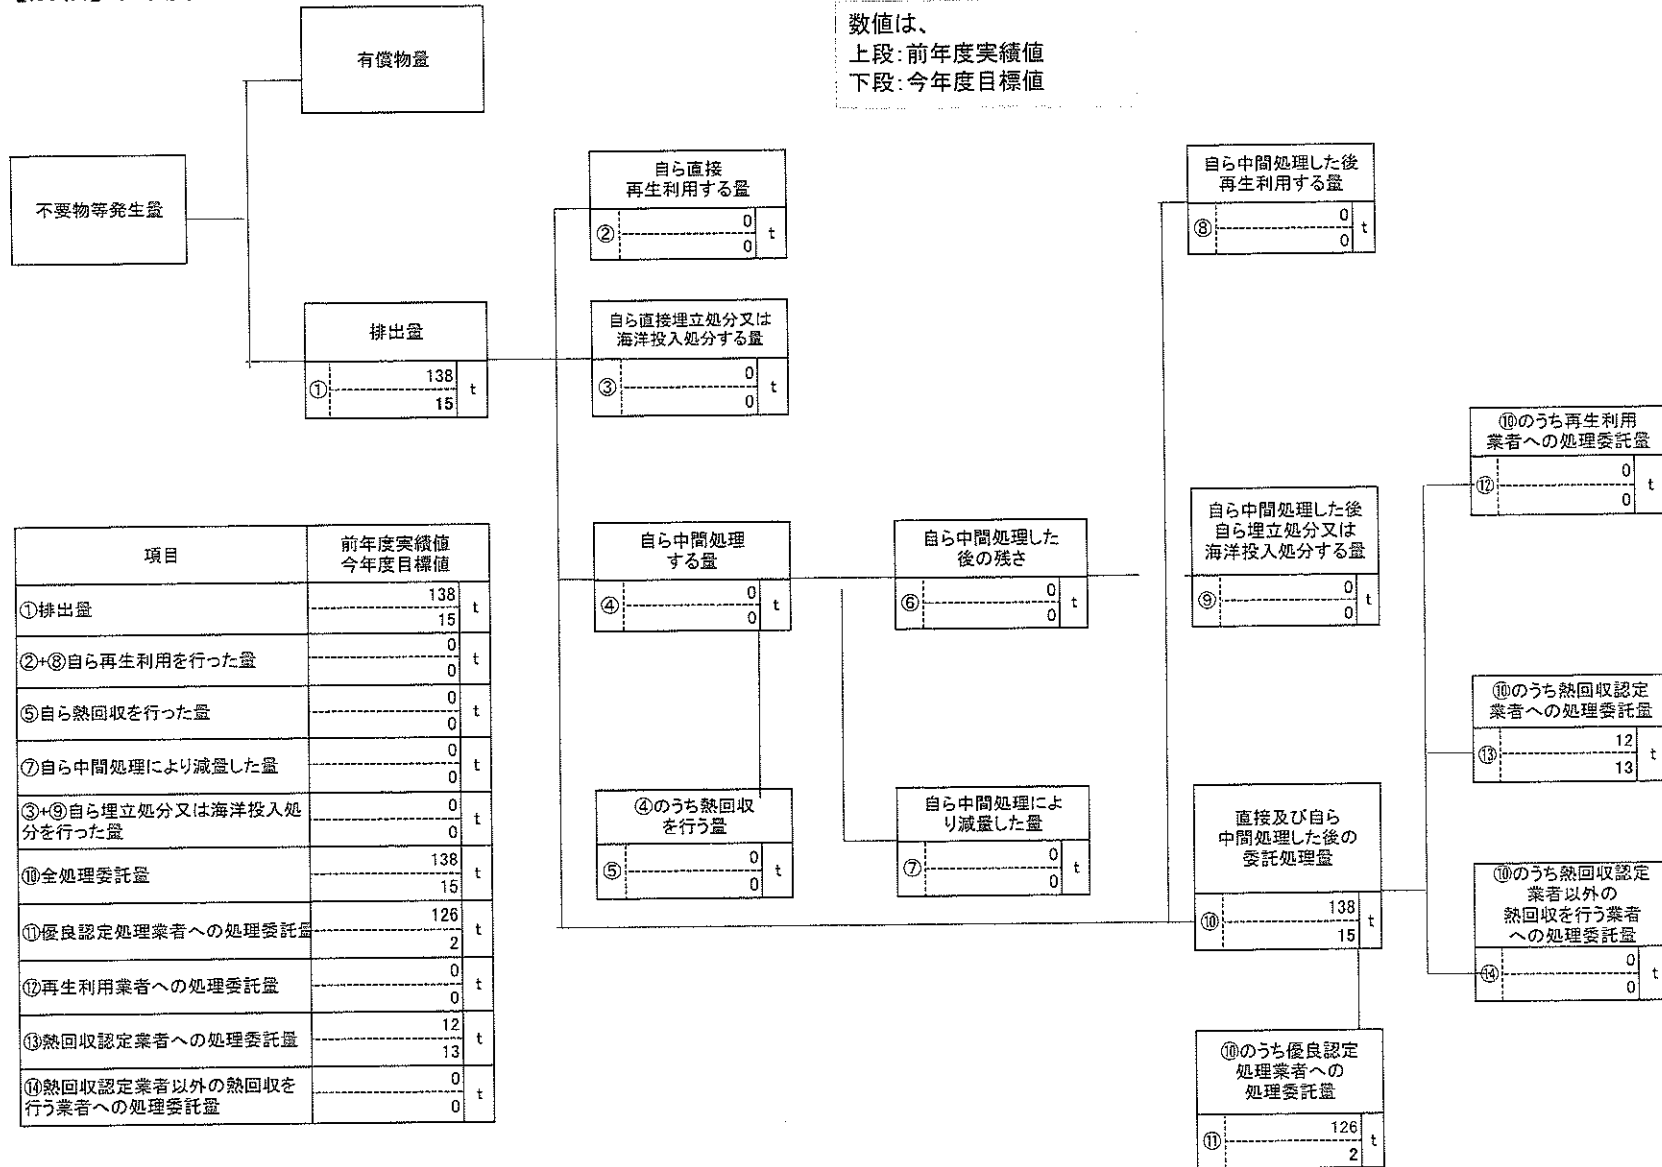 数値は、
上段:前年度実績値
下段:今年度目標値
有償物量
不要物等発生量
排出量
①
138
15
t
自ら直接
再生利用する量
②
0
0
t
自ら直接埋立処分又は
海洋投入処分する量
③
0
0
t
自ら中間処理
する量
④
0
0
t
④のうち熱回収
を行う量
⑤
0
0
t
自ら中間処理した
後の残さ
⑥
0
0
t
自ら中間処理によ
り減量した量
⑦
0
0
t
自ら中間処理した後
再生利用する量
⑧
0
0
t
自ら中間処理した後
自ら埋立処分又は
海洋投入処分する量
⑨
0
0
t
直接及び自ら
中間処理した後の
委託処理量
⑩
138
15
t
⑩のうち優良認定
処理業者への
処理委託量
⑪
126
2
t
⑩のうち再生利用
業者への処理委託量
⑫
0
0
t
⑩のうち熱回収認定
業者への処理委託量
⑬
12
13
t
⑩のうち熱回収認定
業者以外の
熱回収を行う業者
への処理委託量
⑭
0
0
t
項目
前年度実績値
今年度目標値
①排出量
138
15
t
②+⑧自ら再生利用を行った量
0
0
t
⑤自ら熱回収を行った量
0
0
t
⑦自ら中間処理により減量した量
0
0
t
③+⑨自ら埋立処分又は海洋投入処
分を行った量
0
0
t
⑩全処理委託量
138
15
t
⑪優良認定処理業者への処理委託量
126
2
t
⑫再生利用業者への処理委託量
0
0
t
⑬熱回収認定業者への処理委託量
12
13
t
⑭熱回収認定業者以外の熱回収を
行う業者への処理委託量
0
0
t